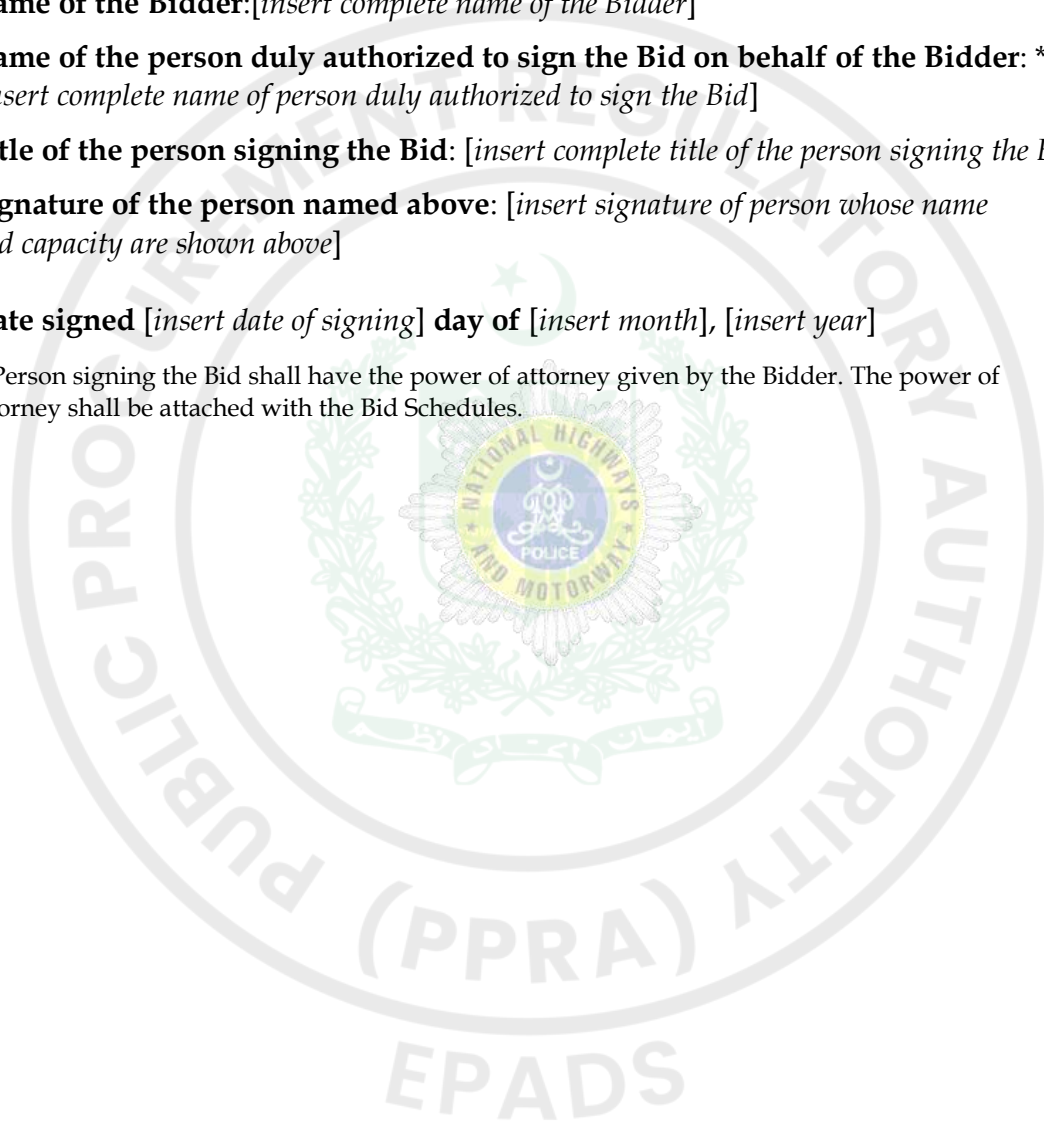 ame of the Bidder:[insert complete name of the Bidder]
ame of the person duly authorized to sign the Bid on behalf of the Bidder: *
nsert complete name of person duly authorized to sign the Bid]
tle of the person signing the Bid: [insert complete title of the person signing the B
gnature of the person named above: [insert signature of person whose name
d capacity are shown above]
ate signed [insert date of signing] day of [insert month], [insert year]
Person signing the Bid shall have the power of attorney given by the Bidder. The power of
orney shall be attached with the Bid Schedules.
PUBLIC PROCUREMENT REGULATORY AUTHORITY
(PPRA)
NATIONAL HIGHWAYS
POLICE
AND MOTORWAY
EPADS